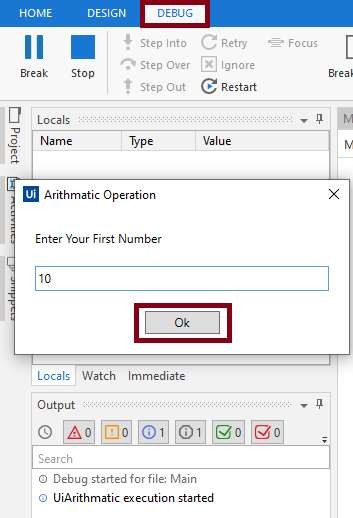 HOME DESIGN DEBUG
Step Into Retry Focus
Step Over Ignore
Break Stop Step Out Restart Break
Project
Locals
Name Type Value
Ui Arithmatic Operation
Enter Your First Number
10
Ok
Snippets
Locals Watch Immediate
Output
0 0 1 1 0 0
Search
Debug started for file: Main
UiArithmatic execution started